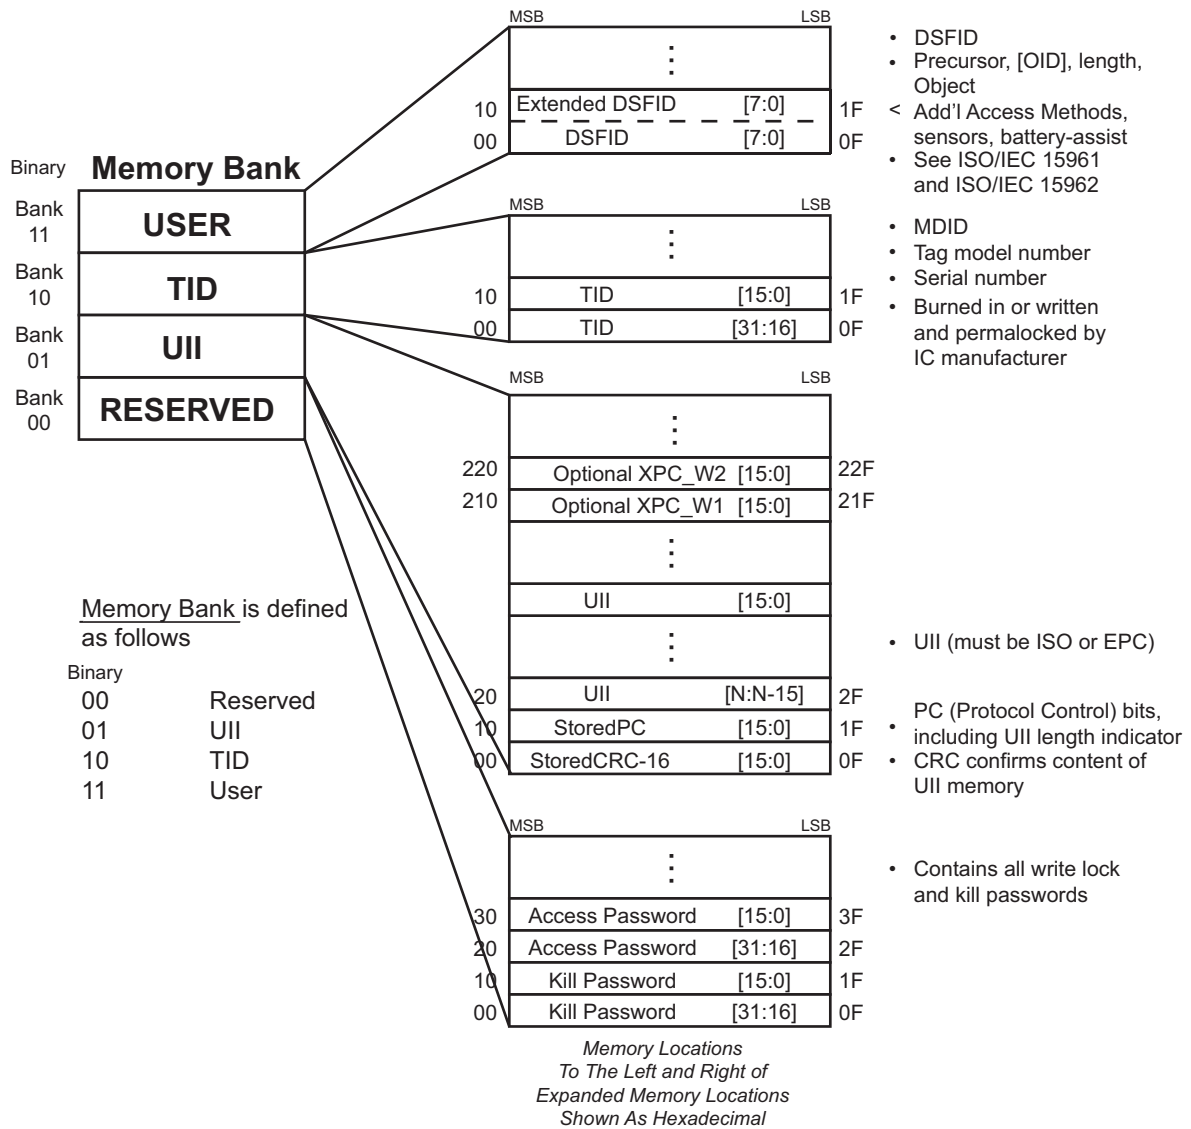 MSB LSB
⋮
10 Extended DSFID [7:0] 1F
00 DSFID [7:0] 0F
• DSFID
• Precursor, [OID], length,
Object
< Add'l Access Methods,
sensors, battery-assist
• See ISO/IEC 15961
and ISO/IEC 15962
Binary Memory Bank
Bank
11
USER
Bank
10
TID
Bank
01
UII
Bank
00
RESERVED
MSB LSB
⋮
10 TID [15:0] 1F
00 TID [31:16] 0F
• MDID
• Tag model number
• Serial number
• Burned in or written
and permalocked by
IC manufacturer
MSB LSB
⋮
220 Optional XPC_W2 [15:0] 22F
210 Optional XPC_W1 [15:0] 21F
⋮
UII [15:0]
⋮
20 UII [N:N-15] 2F
10 StoredPC [15:0] 1F
00 StoredCRC-16 [15:0] 0F
• UII (must be ISO or EPC)
• PC (Protocol Control) bits,
including UII length indicator
• CRC confirms content of
UII memory
Memory Bank is defined
as follows
Binary
00 Reserved
01 UII
10 TID
11 User
MSB LSB
⋮
30 Access Password [15:0] 3F
20 Access Password [31:16] 2F
10 Kill Password [15:0] 1F
00 Kill Password [31:16] 0F
• Contains all write lock
and kill passwords
Memory Locations
To The Left and Right of
Expanded Memory Locations
Shown As Hexadecimal